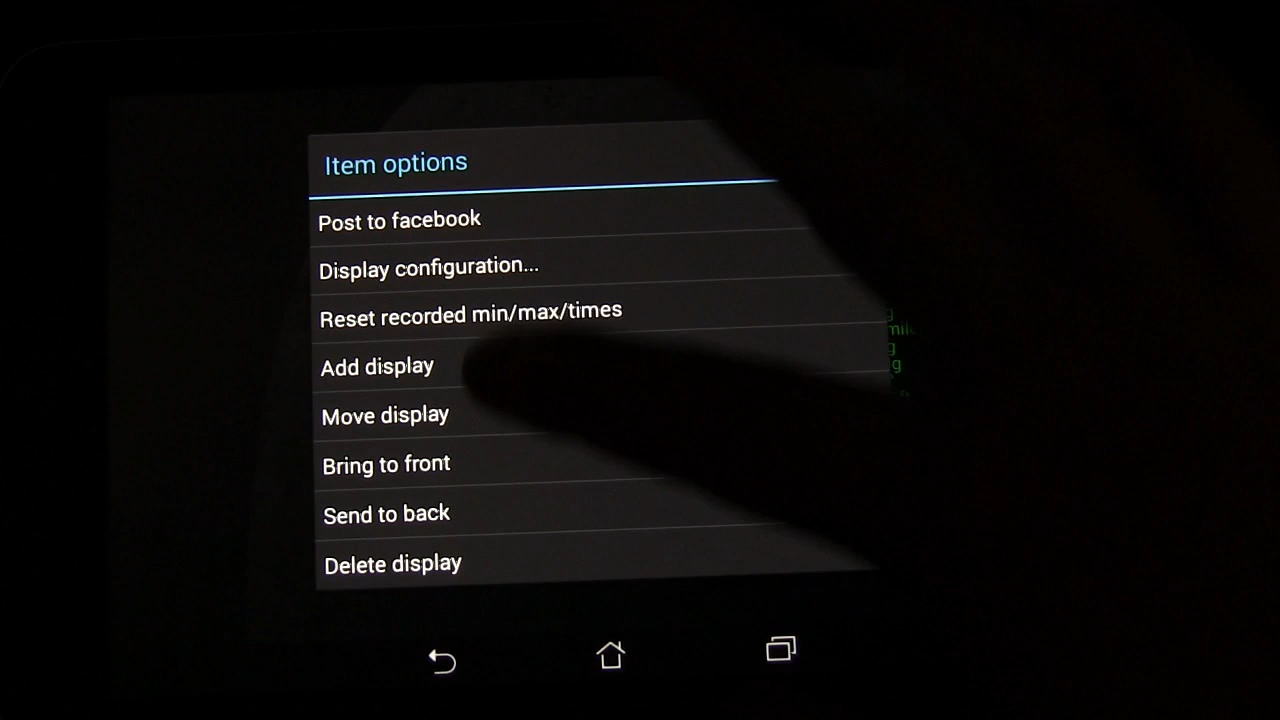 Item options
Post to facebook
Display configuration...
Reset recorded min/max/times
Add display
Move display
Bring to front
Send to back
Delete display